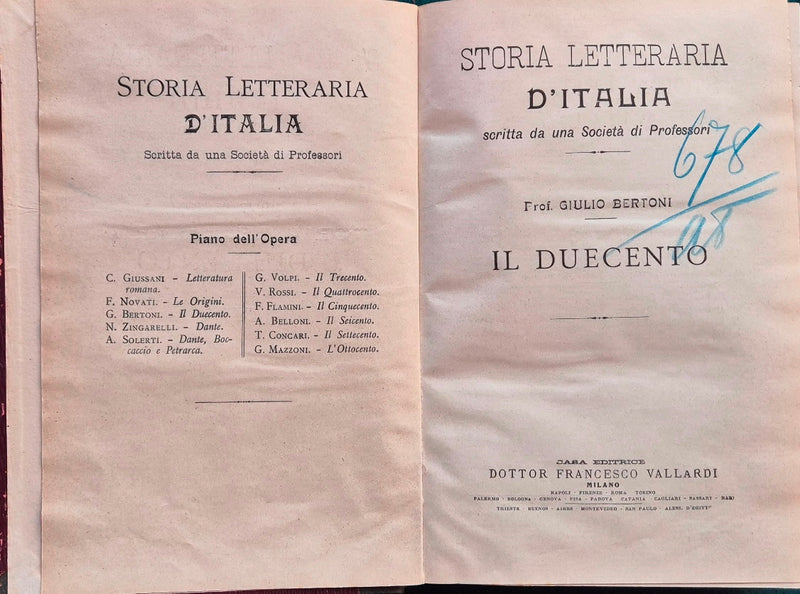 STORIA LETTERARIA
D'ITALIA
Scritta da una Società di Professori
Piano dell'Opera
C. GIUSSANI – Letteratura
romana.
F. NOVATI. – Le Origini.
G. BERTONI. – Il Duecento.
N. ZINGARELLI. – Dante.
A. SOLERTI. – Dante, Boc-
caccio e Petrarca.
G. VOLPI. – Il Trecento.
V. ROSSI. – Il Quattrocento.
F. FLAMINI. – Il Cinquecento.
A. BELLONI. – Il Seicento.
T. CONCARI. – Il Settecento.
G. MAZZONI. – L'Ottocento.
STORIA LETTERARIA
D'ITALIA
scritta da una Società di Professori
678
Prof. GIULIO BERTONI
IL DUECENTO
CASA EDITRICE
DOTTOR FRANCESCO VALLARDI
MILANO
NAPOLI - FIRENZE - ROMA TORINO
PALERMO - BOLOGNA - GENOVA - PISA - PADOVA CATANIA CAGLIARI - SASSARI - BARI
TRIESTE BUENOS - AIRES MONTEVIDEO - SAN PAULO - ALESS. D'EGITTO